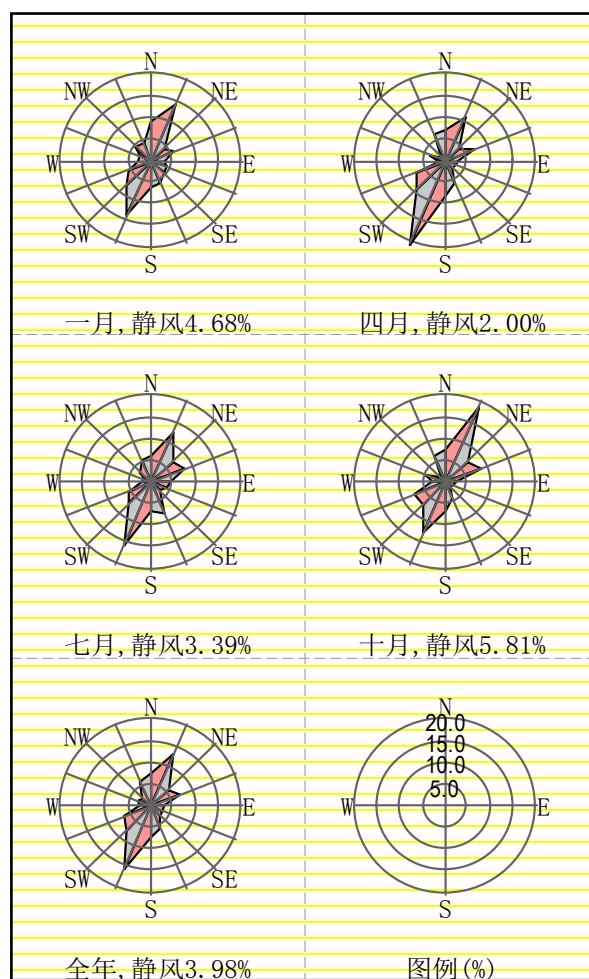 N
NW NE
W E
SW SE
S
一月,静风4.68%
N
NW NE
W E
SW SE
S
四月,静风2.00%
N
NW NE
W E
SW SE
S
七月,静风3.39%
N
NW NE
W E
SW SE
S
十月,静风5.81%
N
NW NE
W E
SW SE
S
全年,静风3.98%
N
20.0
15.0
10.0
5.0
W E
S
图例(%)